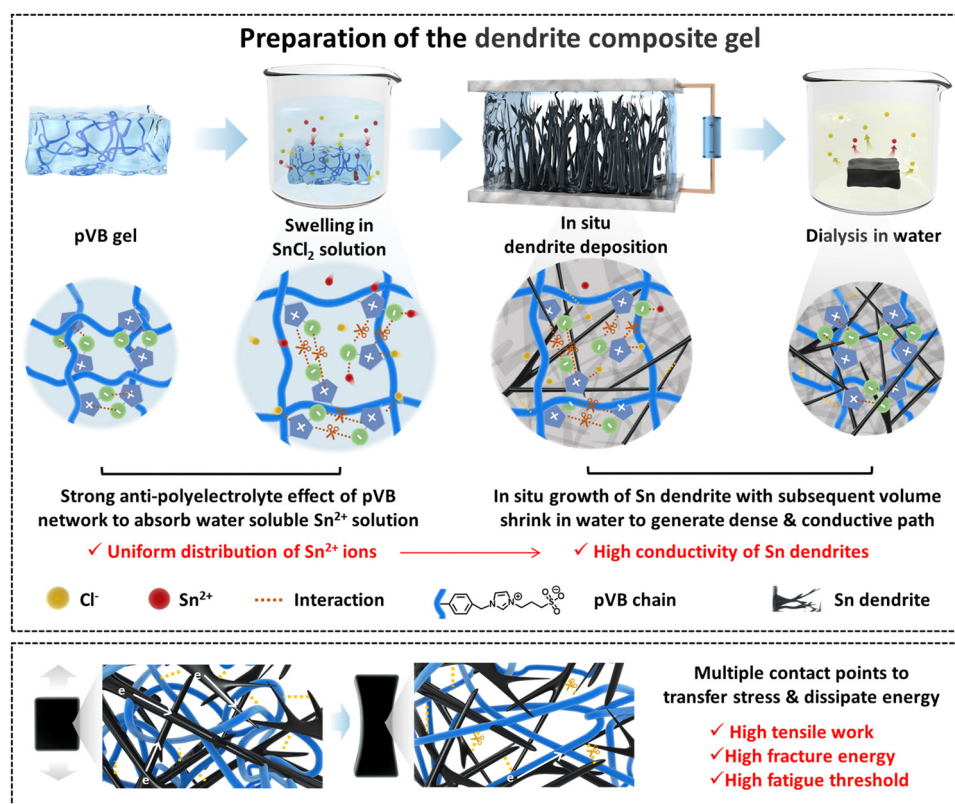 Preparation of the dendrite composite gel
pVB gel
Swelling in
SnCl₂ solution
In situ
dendrite deposition
Dialysis in water
Strong anti-polyelectrolyte effect of pVB
network to absorb water soluble Sn²⁺ solution
✓ Uniform distribution of Sn²⁺ ions
In situ growth of Sn dendrite with subsequent volume
shrink in water to generate dense & conductive path
✓ High conductivity of Sn dendrites
Cl⁻
Sn²⁺
Interaction
pVB chain
Sn dendrite
e
e
e
e
Multiple contact points to
transfer stress & dissipate energy
✓ High tensile work
✓ High fracture energy
✓ High fatigue threshold